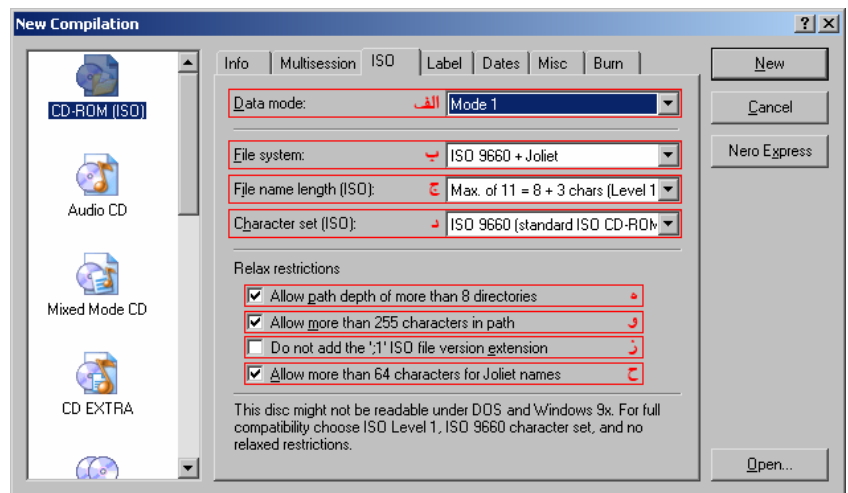 New Compilation
CD-ROM (ISO)
Audio CD
Mixed Mode CD
CD EXTRA
Info Multisession ISO Label Dates Misc Burn
Data mode: الف Mode 1
File system: ب ISO 9660 + Joliet
File name length (ISO): ج Max. of 11 = 8 + 3 chars (Level 1
Character set (ISO): د ISO 9660 (standard ISO CD-ROM
Relax restrictions
Allow path depth of more than 8 directories ه
Allow more than 255 characters in path و
Do not add the ';1' ISO file version extension ز
Allow more than 64 characters for Joliet names ح
This disc might not be readable under DOS and Windows 9x. For full
compatibility choose ISO Level 1, ISO 9660 character set, and no
relaxed restrictions.
New
Cancel
Nero Express
Open...